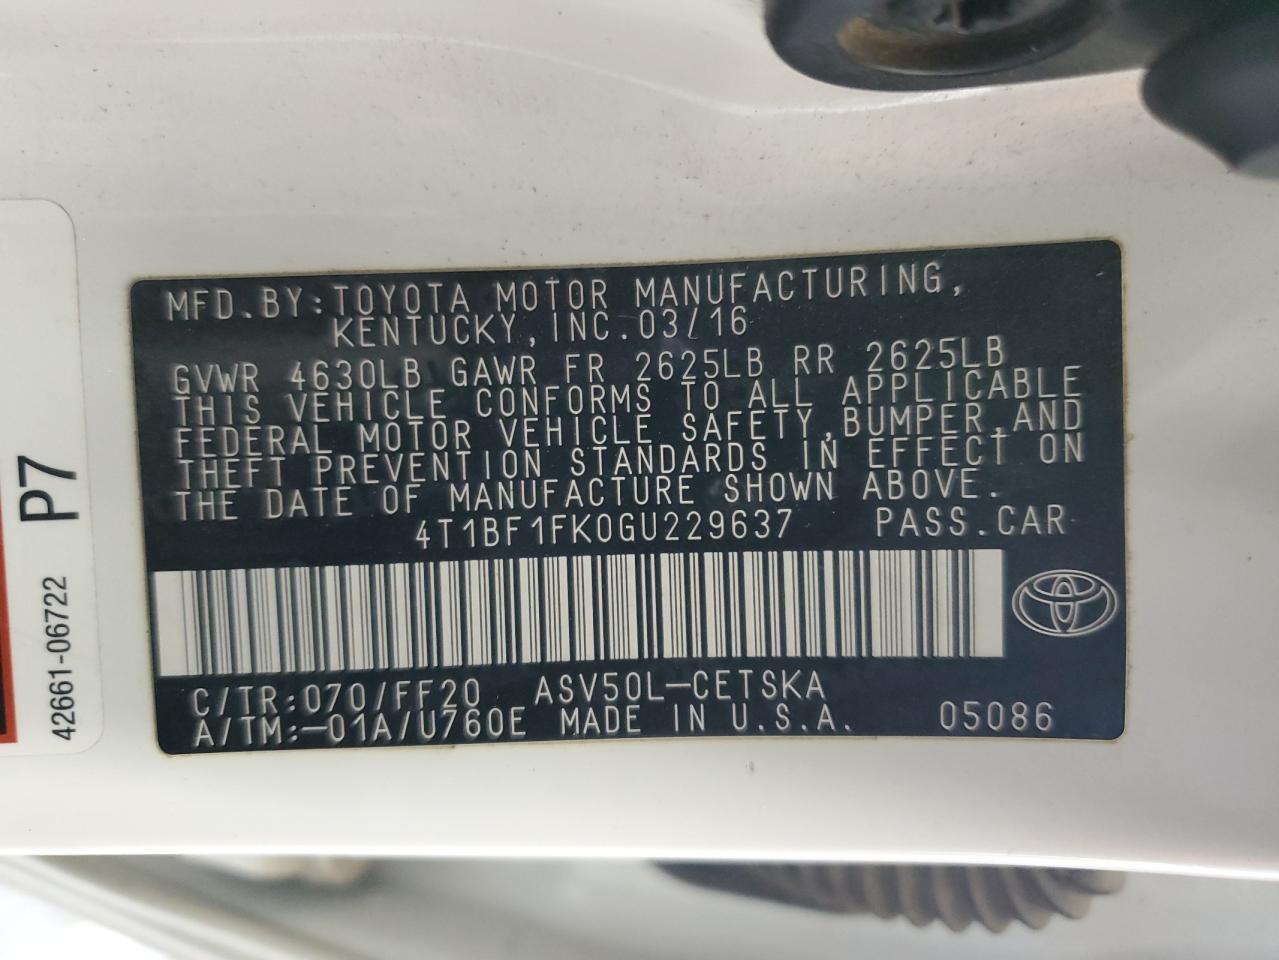 MFD.BY:TOYOTA MOTOR MANUFACTURING,
KENTUCKY,INC.03/16
GVWR 4630LB GAWR FR 2625LB RR 2625LB
THIS VEHICLE CONFORMS TO ALL APPLICABLE
FEDERAL MOTOR VEHICLE SAFETY,BUMPER,AND
THEFT PREVENTION STANDARDS IN EFFECT ON
THE DATE OF MANUFACTURE SHOWN ABOVE.
4T1BF1FK0GU229637 PASS.CAR
C/TR:070/FF20 ASV50L-CETSKA
A/TM:-01A/U760E MADE IN U.S.A. 05086
P7
42661-06722